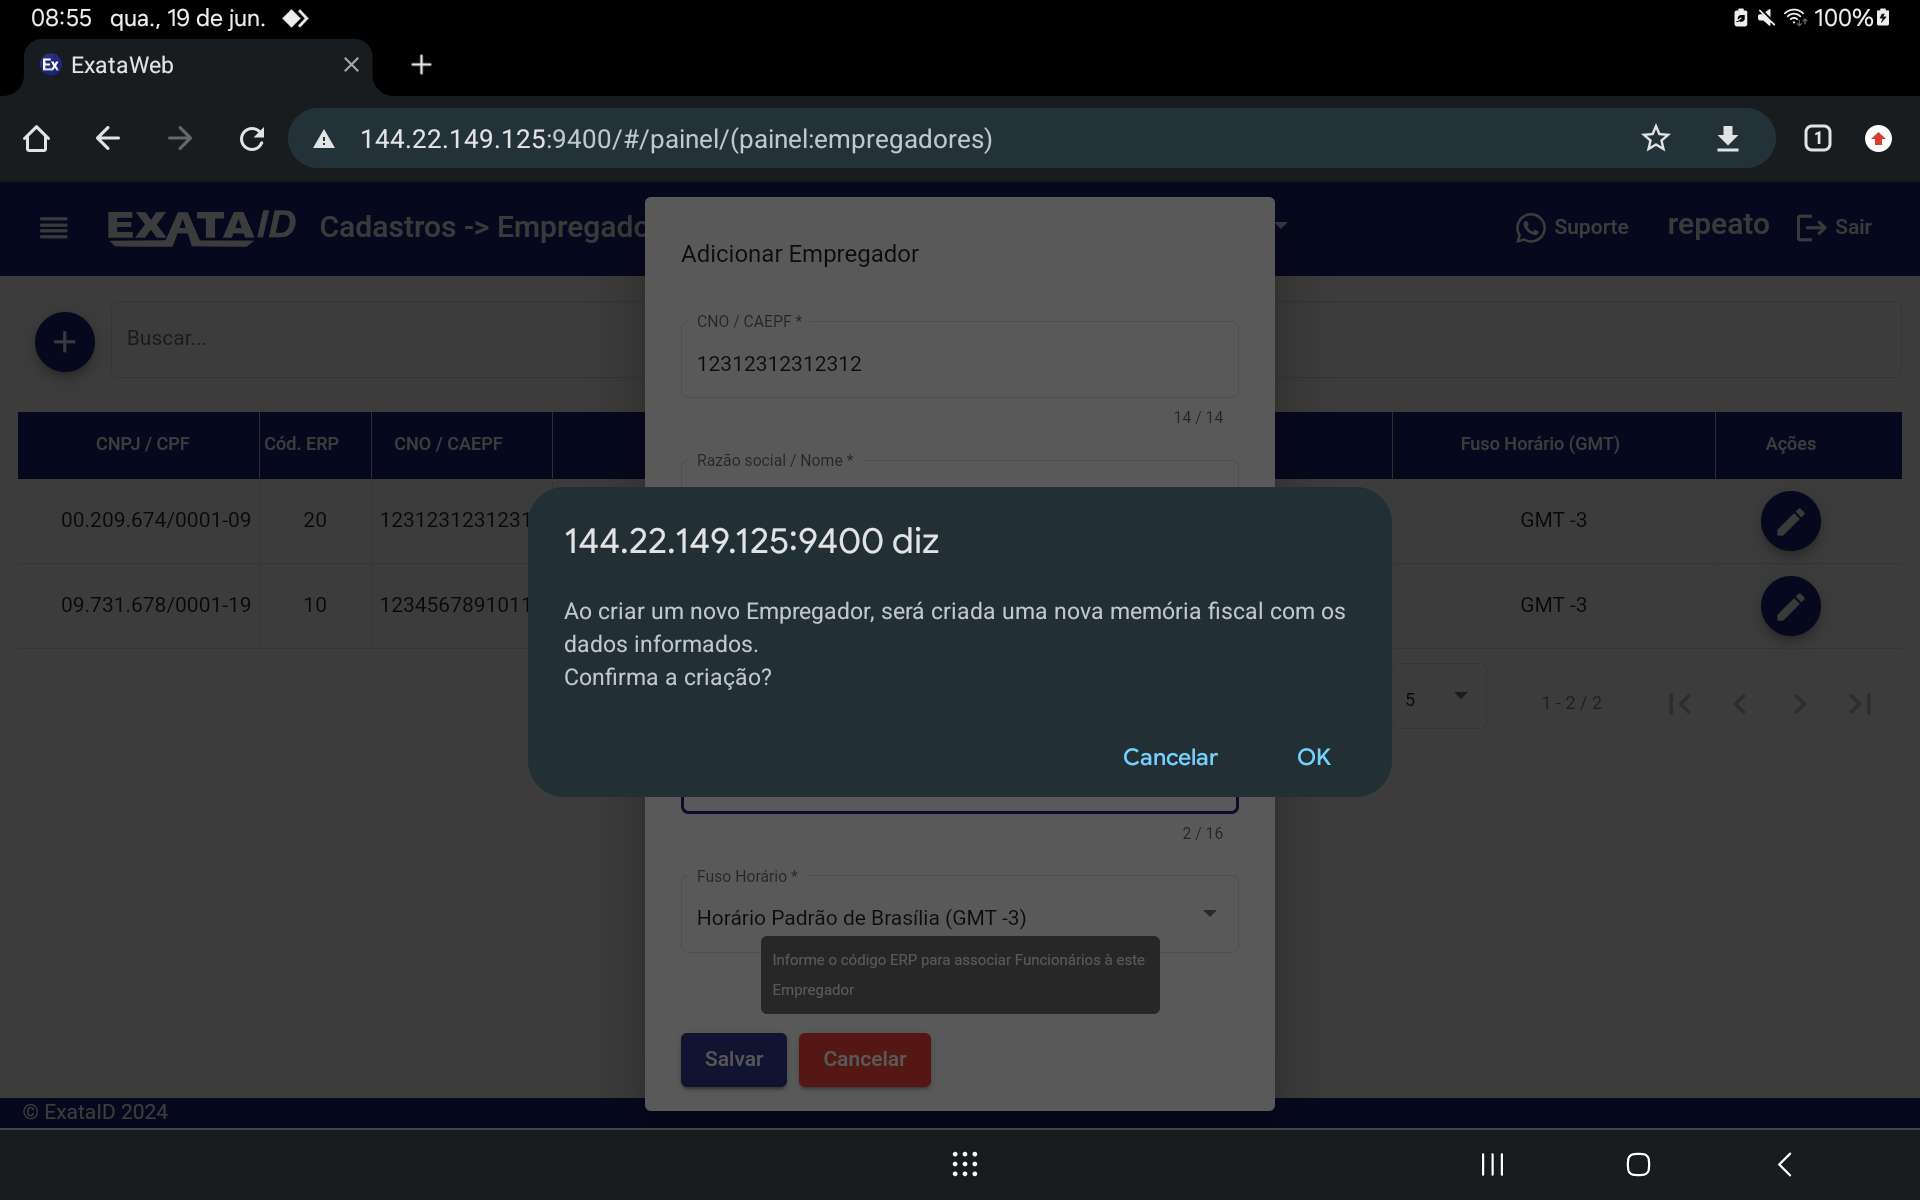 08:55 qua., 19 de jun. 100%
Ex ExataWeb
144.22.149.125:9400/#/painel/(painel:empregadores) 1
EXATAID Cadastros -> Empregado Suporte repeato Sair
Adicionar Empregador
CNO / CAEPF *
Buscar...
12312312312312
14 / 14
CNPJ / CPF Cód. ERP CNO / CAEPF Fuso Horário (GMT) Ações
Razão social / Nome *
00.209.674/0001-09 20 1231231231231 GMT -3
144.22.149.125:9400 diz
09.731.678/0001-19 10 1234567891011 GMT -3
Ao criar um novo Empregador, será criada uma nova memória fiscal com os
dados informados.
Confirma a criação?
5 1 - 2 / 2
Cancelar OK
2 / 16
Fuso Horário *
Horário Padrão de Brasília (GMT -3)
Informe o código ERP para associar Funcionários à este
Empregador
Salvar Cancelar
© ExataID 2024